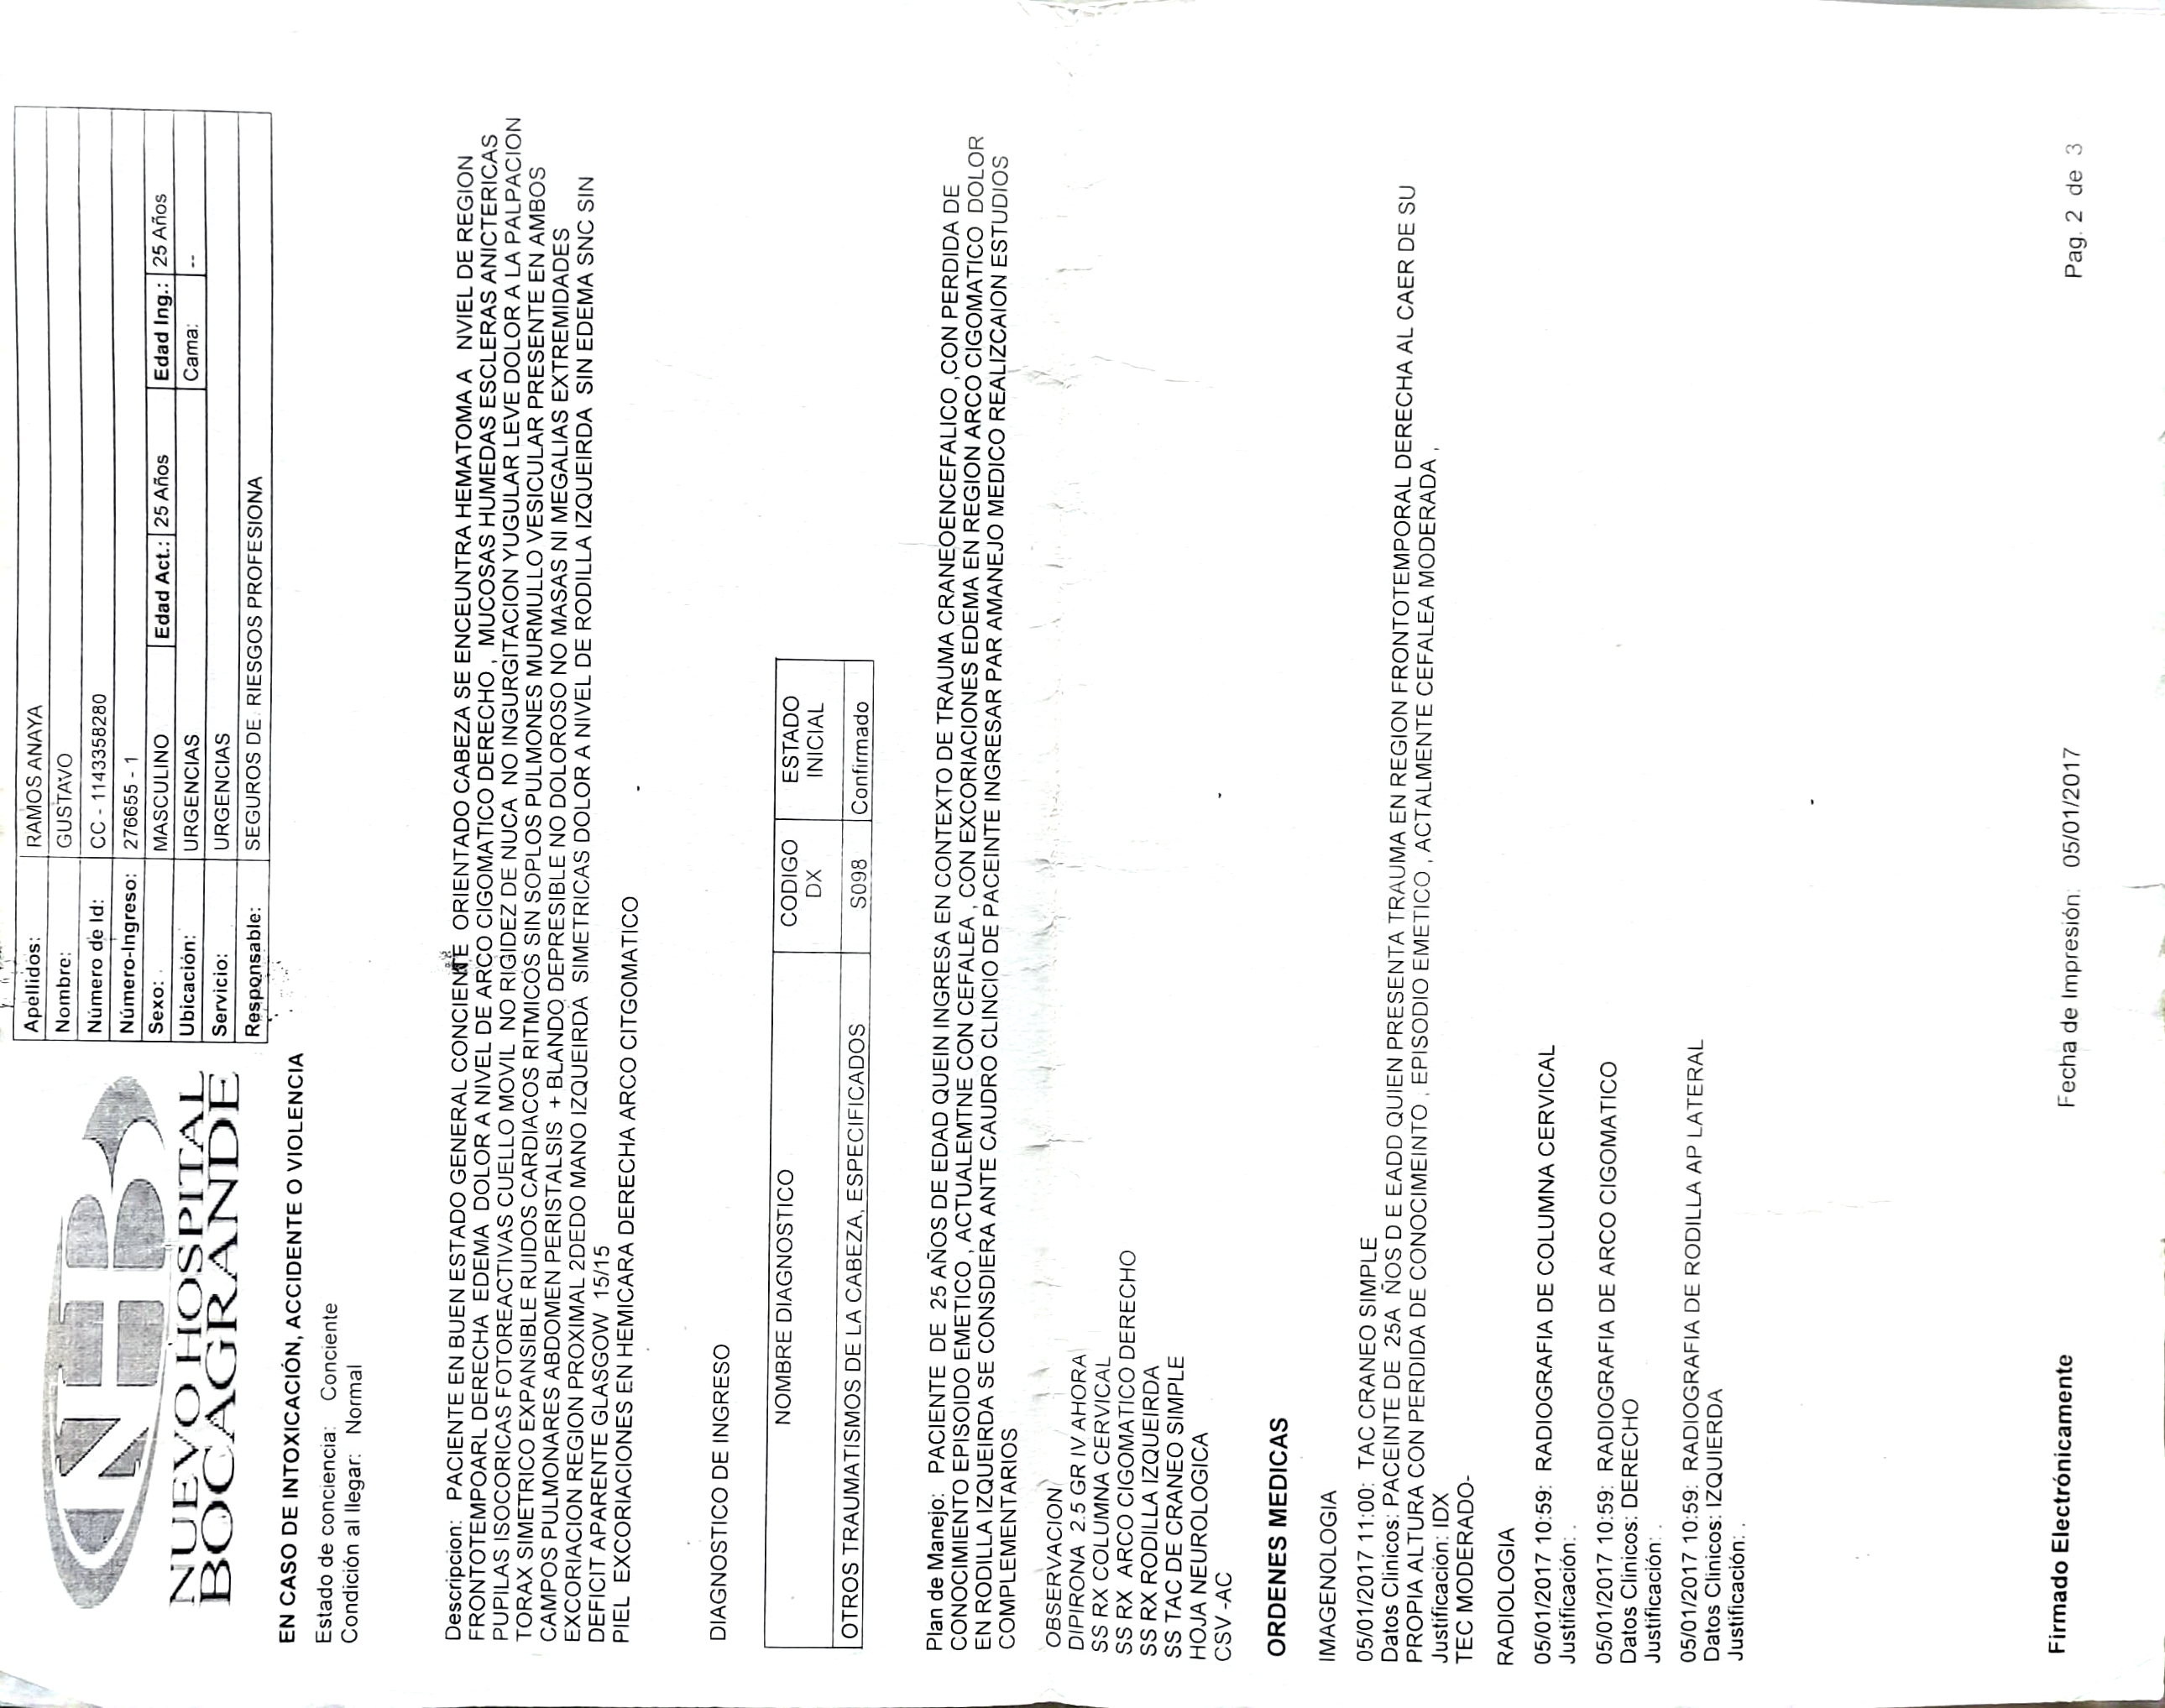 NHB
NUEVO HOSPITAL
BOCAGRANDE
Apellidos: RAMOS ANAYA
Nombre: GUSTAVO
Número de Id: CC - 1143358280
Número-Ingreso: 276655 - 1
Sexo: MASCULINO Edad Act.: 25 Años Edad Ing.: 25 Años
Ubicación: URGENCIAS Cama: --
Servicio: URGENCIAS
Responsable: SEGUROS DE RIESGOS PROFESIONA
EN CASO DE INTOXICACIÓN, ACCIDENTE O VIOLENCIA
Estado de conciencia: Conciente
Condición al llegar: Normal
Descripcion: PACIENTE EN BUEN ESTADO GENERAL CONCIENTE ORIENTADO CABEZA SE ENCEUNTRA HEMATOMA A NVIEL DE REGION
FRONTOTEMPOARL DERECHA EDEMA DOLOR A NIVEL DE ARCO CIGOMATICO DERECHO , MUCOSAS HUMEDAS ESCLERAS ANICTERICAS
PUPILAS ISOCORICAS FOTOREACTIVAS CUELLO MOVIL NO RIGIDEZ DE NUCA NO INGURGITACION YUGULAR LEVE DOLOR A LA PALPACION
TORAX SIMETRICO EXPANSIBLE RUIDOS CARDIACOS RITMICOS SIN SOPLOS PULMONES MURMULLO VESICULAR PRESENTE EN AMBOS
CAMPOS PULMONARES ABDOMEN PERISTALSIS + BLANDO DEPRESIBLE NO DOLOROSO NO MASAS NI MEGALIAS EXTREMIDADES
EXCORIACION REGION PROXIMAL 2DEDO MANO IZQUEIRDA SIMETRICAS DOLOR A NIVEL DE RODILLA IZQUEIRDA SIN EDEMA SNC SIN
DEFICIT APARENTE GLASGOW 15/15
PIEL EXCORIACIONES EN HEMICARA DERECHA ARCO CITGOMATICO
DIAGNOSTICO DE INGRESO
NOMBRE DIAGNOSTICO CODIGO DX ESTADO INICIAL
OTROS TRAUMATISMOS DE LA CABEZA, ESPECIFICADOS S098 Confirmado
Plan de Manejo: PACIENTE DE 25 AÑOS DE EDAD QUEIN INGRESA EN CONTEXTO DE TRAUMA CRANEOENCEFALICO ,CON PERDIDA DE
CONOCIMIENTO EPISOIDO EMETICO , ACTUALEMTNE CON CEFALEA , CON EXCORIACIONES EDEMA EN REGION ARCO CIGOMATICO DOLOR
EN RODILLA IZQUEIRDA SE CONSDIERA ANTE CAUDRO CLINCIO DE PACEINTE INGRESAR PAR AMANEJO MEDICO REALIZCAION ESTUDIOS
COMPLEMENTARIOS
OBSERVACION
DIPIRONA 2.5 GR IV AHORA
SS RX COLUMNA CERVICAL
SS RX ARCO CIGOMATICO DERECHO
SS RX RODILLA IZQUEIRDA
SS TAC DE CRANEO SIMPLE
HOJA NEUROLOGICA
CSV -AC
ORDENES MEDICAS
IMAGENOLOGIA
05/01/2017 11:00: TAC CRANEO SIMPLE
Datos Clinicos: PACEINTE DE 25A ÑOS D E EADD QUIEN PRESENTA TRAUMA EN REGION FRONTOTEMPORAL DERECHA AL CAER DE SU
PROPIA ALTURA CON PERDIDA DE CONOCIMEINTO , EPISODIO EMETICO , ACTALMENTE CEFALEA MODERADA ,
Justificación: IDX
TEC MODERADO-
RADIOLOGIA
05/01/2017 10:59: RADIOGRAFIA DE COLUMNA CERVICAL
Justificación: .
05/01/2017 10:59: RADIOGRAFIA DE ARCO CIGOMATICO
Datos Clinicos: DERECHO
Justificación: .
05/01/2017 10:59: RADIOGRAFIA DE RODILLA AP LATERAL
Datos Clinicos: IZQUIERDA
Justificación: .
Firmado Electrónicamente Fecha de Impresión: 05/01/2017 Pag. 2 de 3